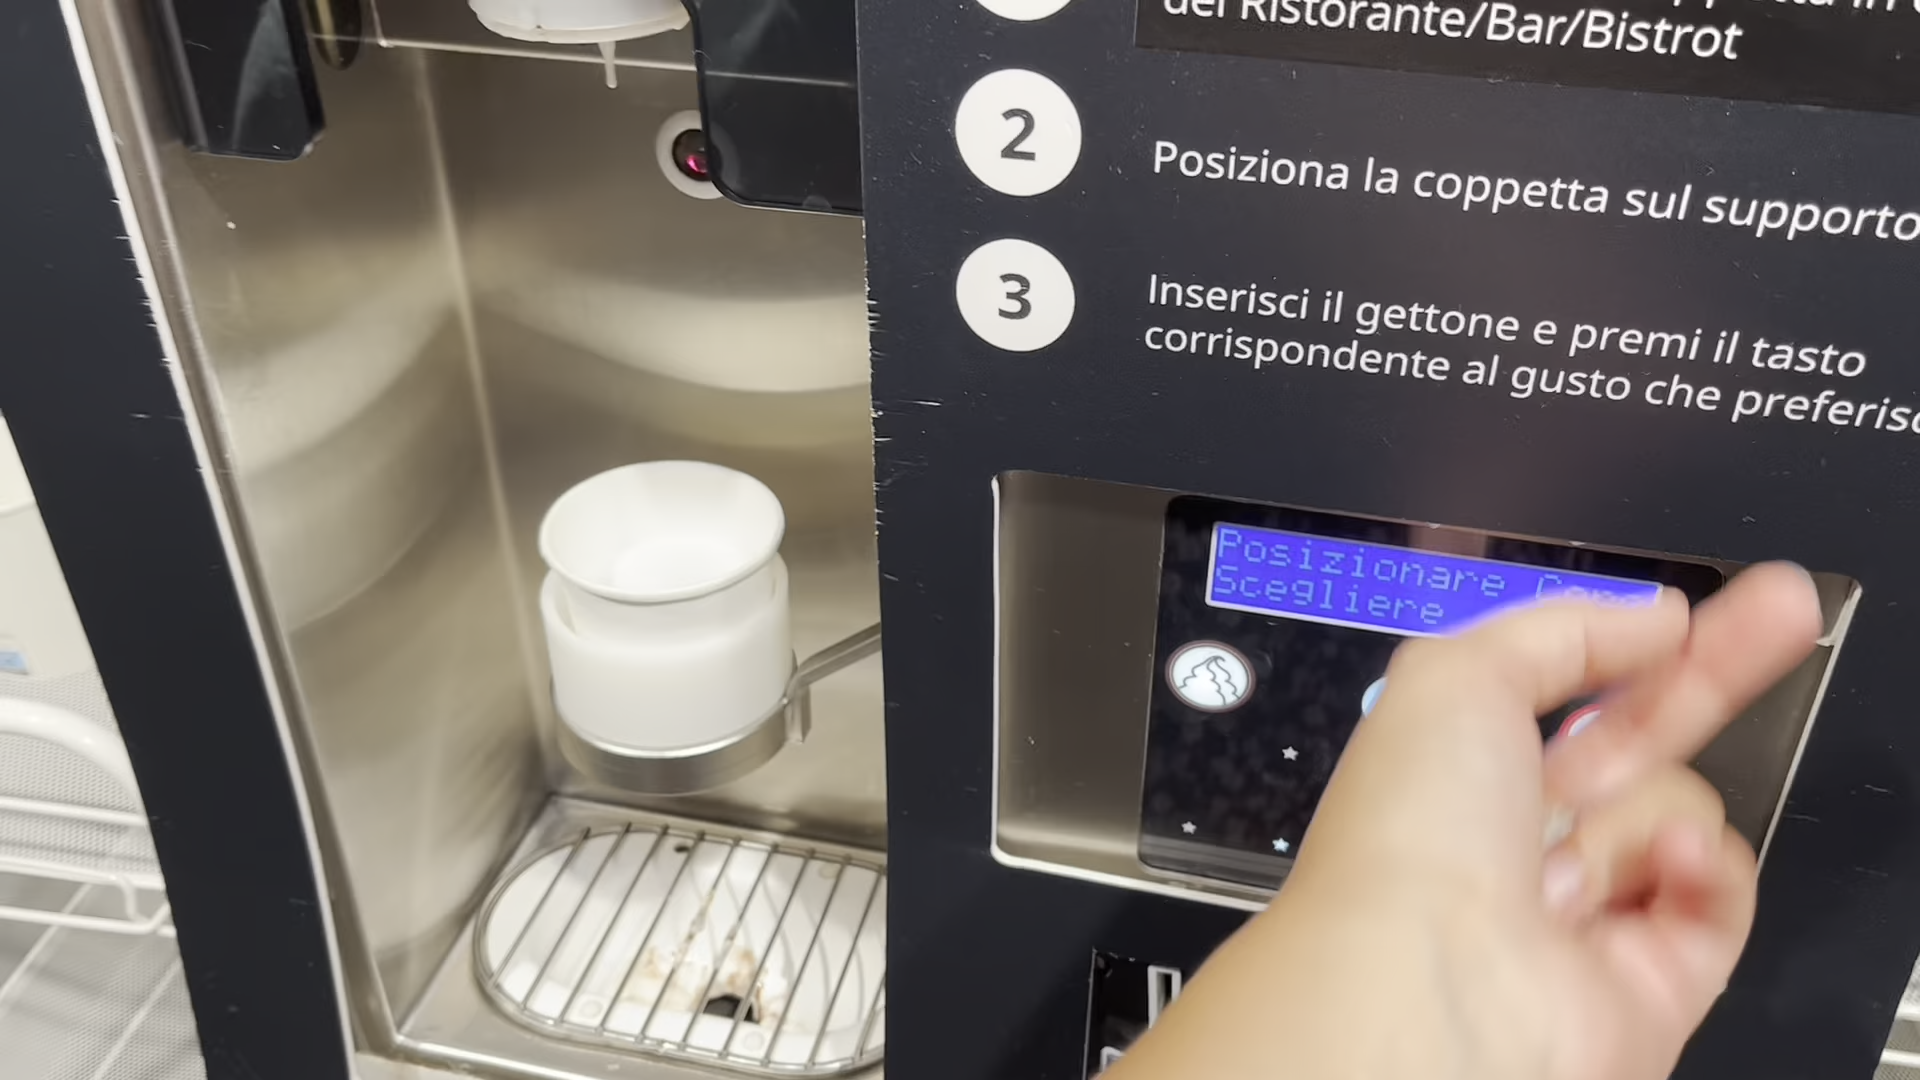 del Ristorante/Bar/Bistrot
2
Posiziona la coppetta sul supporto
3
Inserisci il gettone e premi il tasto
corrispondente al gusto che
Posizionare
Scegliere